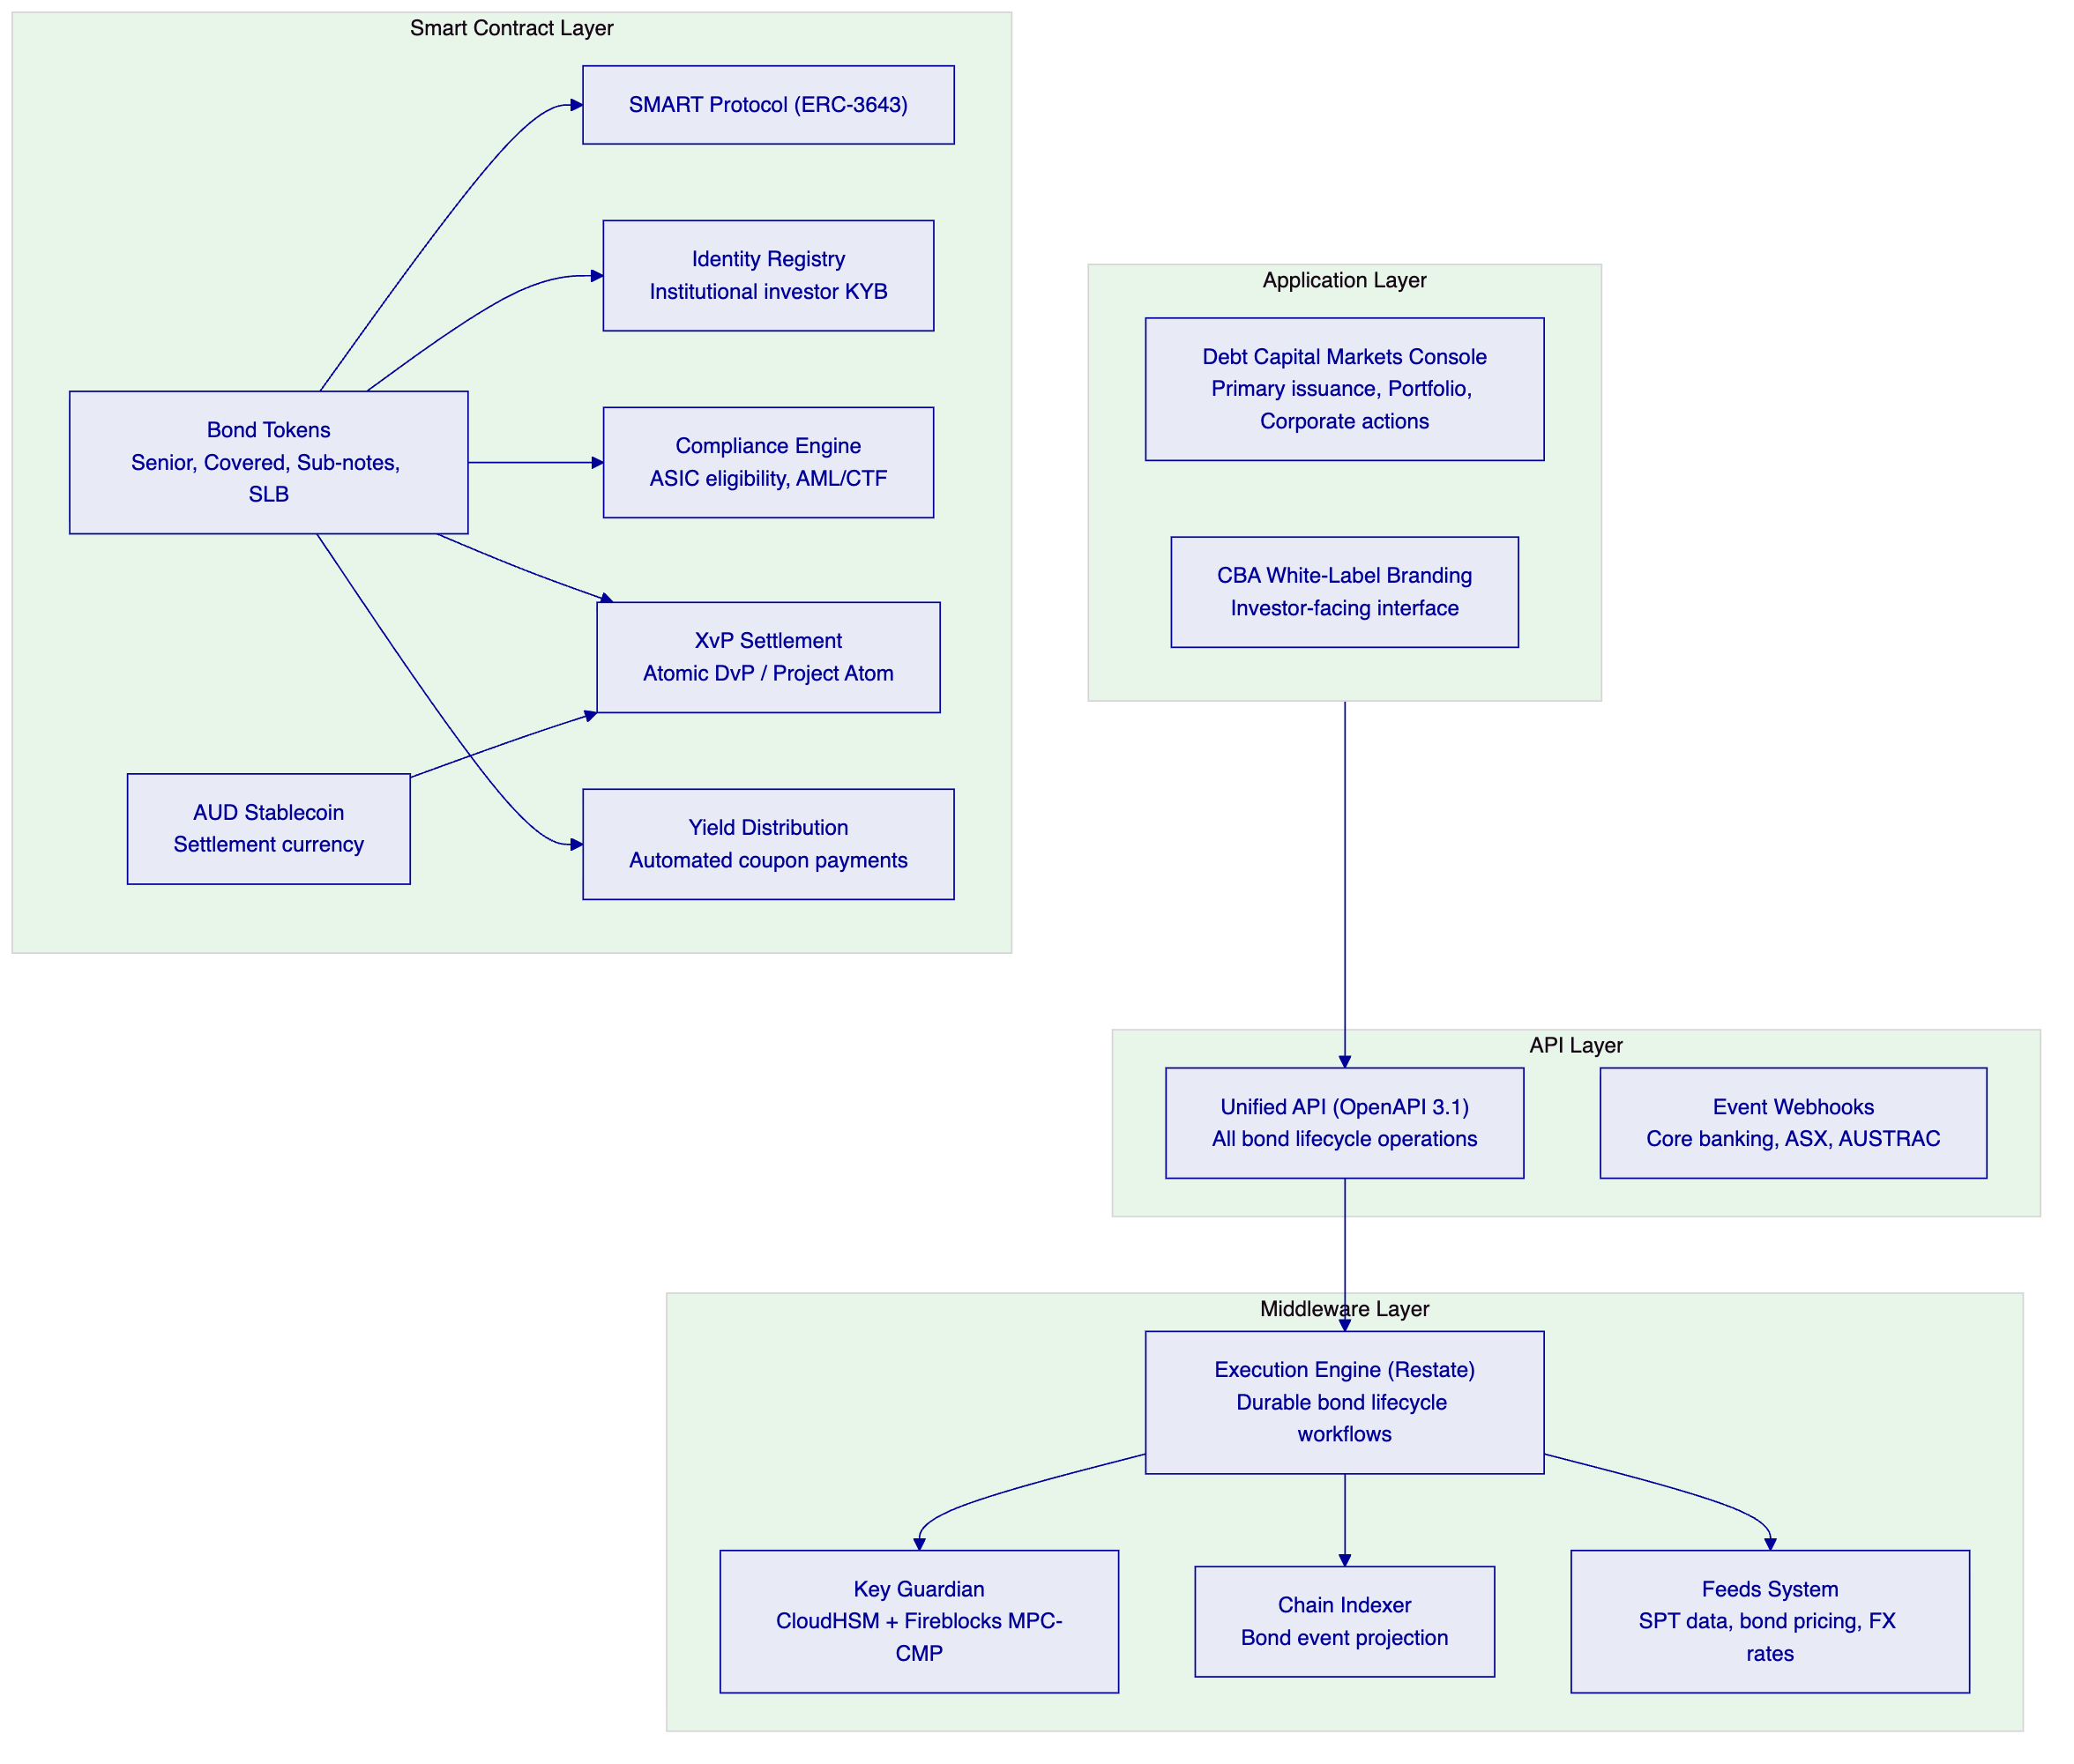 Smart Contract Layer
SMART Protocol (ERC-3643)
Identity Registry
Institutional investor KYB
Bond Tokens
Senior, Covered, Sub-notes,
SLB
Compliance Engine
ASIC eligibility, AML/CTF
XvP Settlement
Atomic DvP / Project Atom
AUD Stablecoin
Settlement currency
Yield Distribution
Automated coupon payments
Application Layer
Debt Capital Markets Console
Primary issuance, Portfolio,
Corporate actions
CBA White-Label Branding
Investor-facing interface
API Layer
Unified API (OpenAPI 3.1)
All bond lifecycle operations
Event Webhooks
Core banking, ASX, AUSTRAC
Middleware Layer
Execution Engine (Restate)
Durable bond lifecycle
workflows
Key Guardian
CloudHSM + Fireblocks MPC-
CMP
Chain Indexer
Bond event projection
Feeds System
SPT data, bond pricing, FX
rates